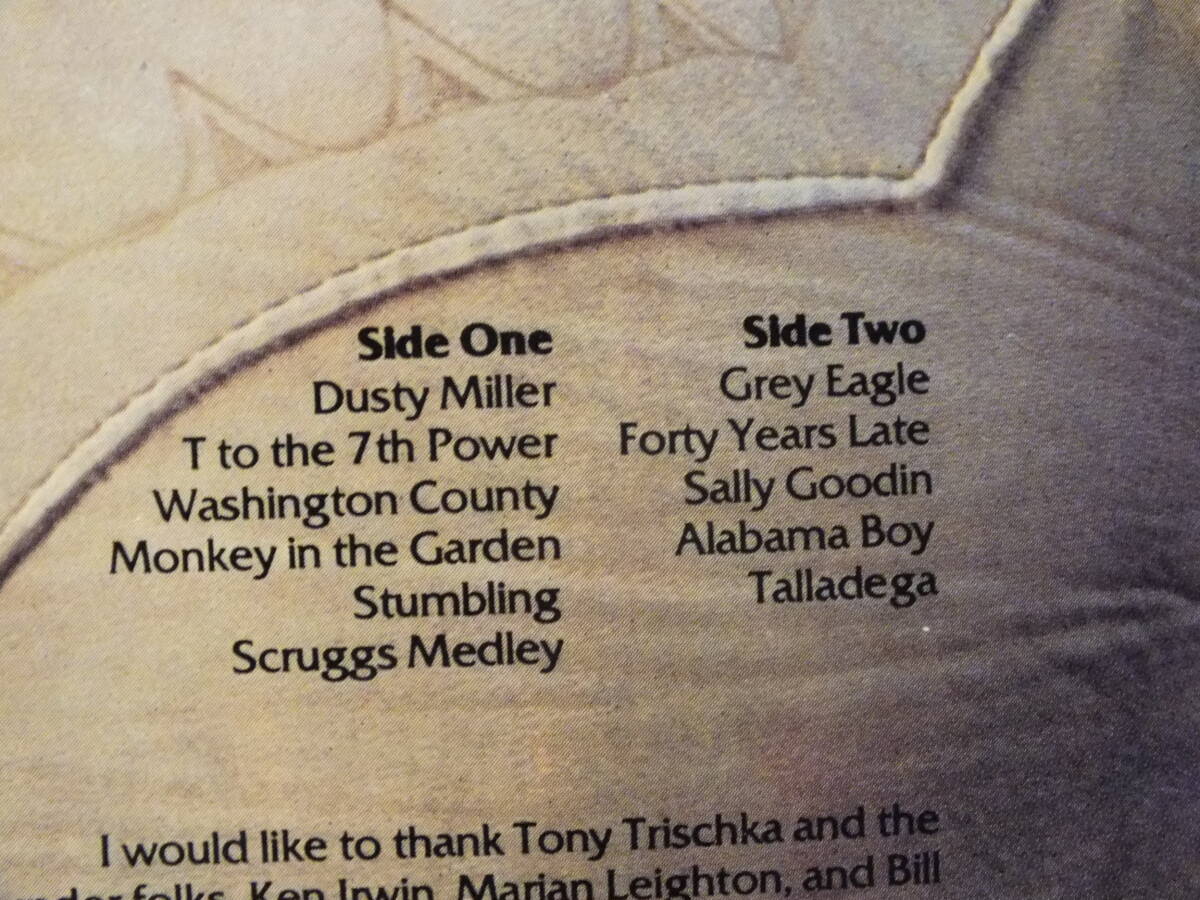 Side One
Dusty Miller
T to the 7th Power
Washington County
Monkey in the Garden
Stumbling
Scruggs Medley
Side Two
Grey Eagle
Forty Years Late
Sally Goodin
Alabama Boy
Talladega
I would like to thank Tony Trischka and the
folks, Ken Irwin, Marian Leighton, and Bill